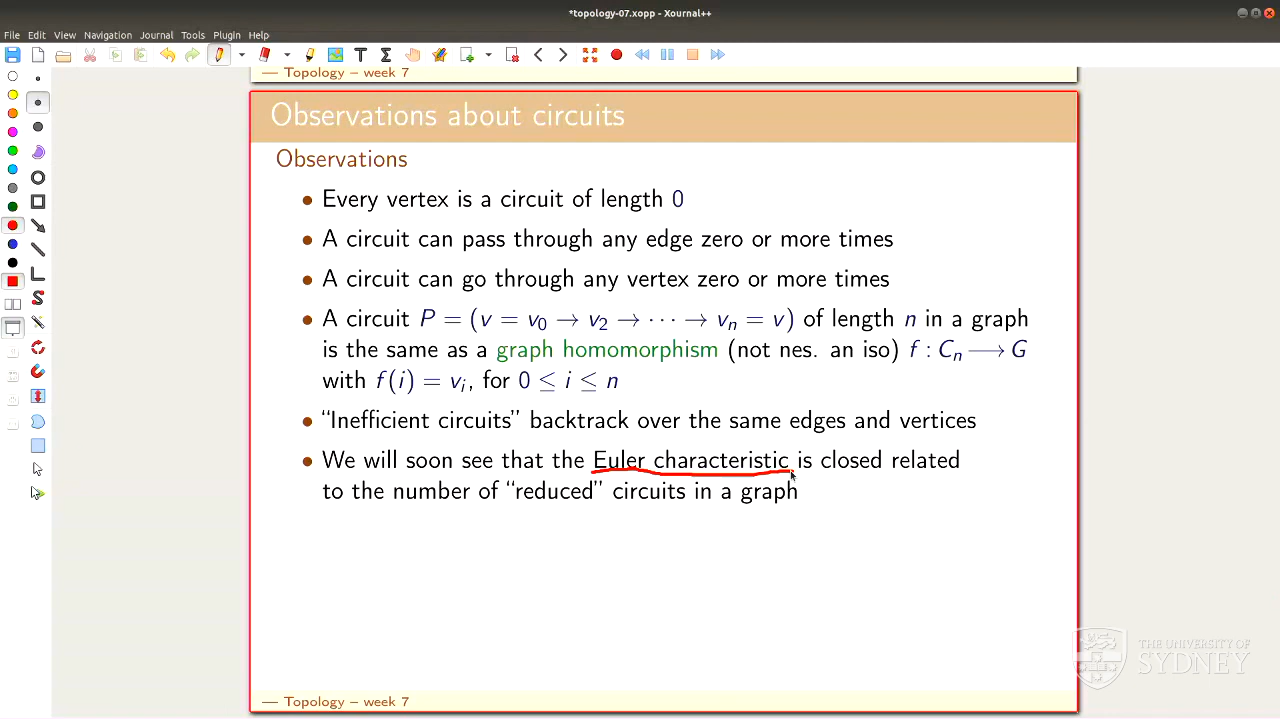 *topology-07.xopp - Xournal++
File Edit View Navigation Journal Tools Plugin Help
— Topology – week 7
Observations about circuits
Observations
• Every vertex is a circuit of length 0
• A circuit can pass through any edge zero or more times
• A circuit can go through any vertex zero or more times
• A circuit P = (v = v₀ → v₂ → ⋯ → vₙ = v) of length n in a graph
is the same as a graph homomorphism (not nes. an iso) f : Cₙ ⟶ G
with f(i) = vᵢ, for 0 ≤ i ≤ n
• “Inefficient circuits” backtrack over the same edges and vertices
• We will soon see that the Euler characteristic is closed related
to the number of “reduced” circuits in a graph
THE UNIVERSITY OF
SYDNEY
— Topology – week 7